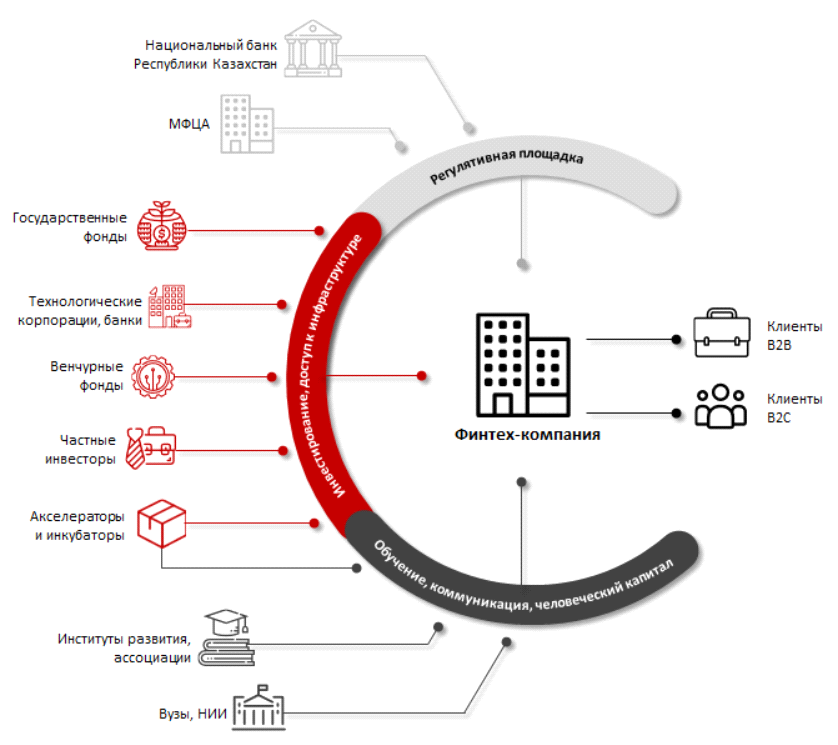 Национальный банк
Республики Казахстан
МФЦА
Регулятивная площадка
Государственные
фонды
Технологические
корпорации, банки
Венчурные
фонды
Частные
инвесторы
Акселераторы
и инкубаторы
Инвестирование, доступ к инфраструктуре
Финтех-компания
Клиенты
B2B
Клиенты
B2C
Обучение, коммуникация, человеческий капитал
Институты развития,
ассоциации
Вузы, НИИ